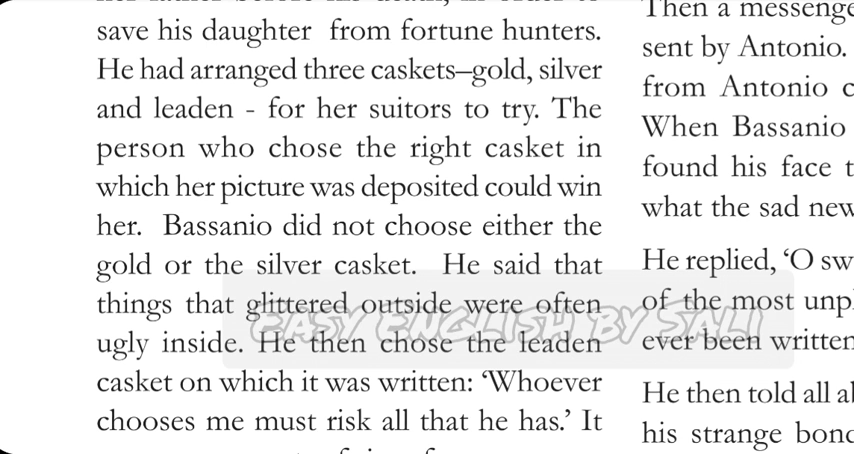 save his daughter from fortune hunters.
He had arranged three caskets–gold, silver
and leaden - for her suitors to try. The
person who chose the right casket in
which her picture was deposited could win
her. Bassanio did not choose either the
gold or the silver casket. He said that
things that glittered outside were often
ugly inside. He then chose the leaden
casket on which it was written: ‘Whoever
chooses me must risk all that he has.’ It
Then a messenge
sent by Antonio.
from Antonio c
When Bassanio
found his face t
what the sad new
He replied, ‘O sw
of the most unp
ever been written
He then told all a
his strange bond
EASY ENGLISH BY SALI